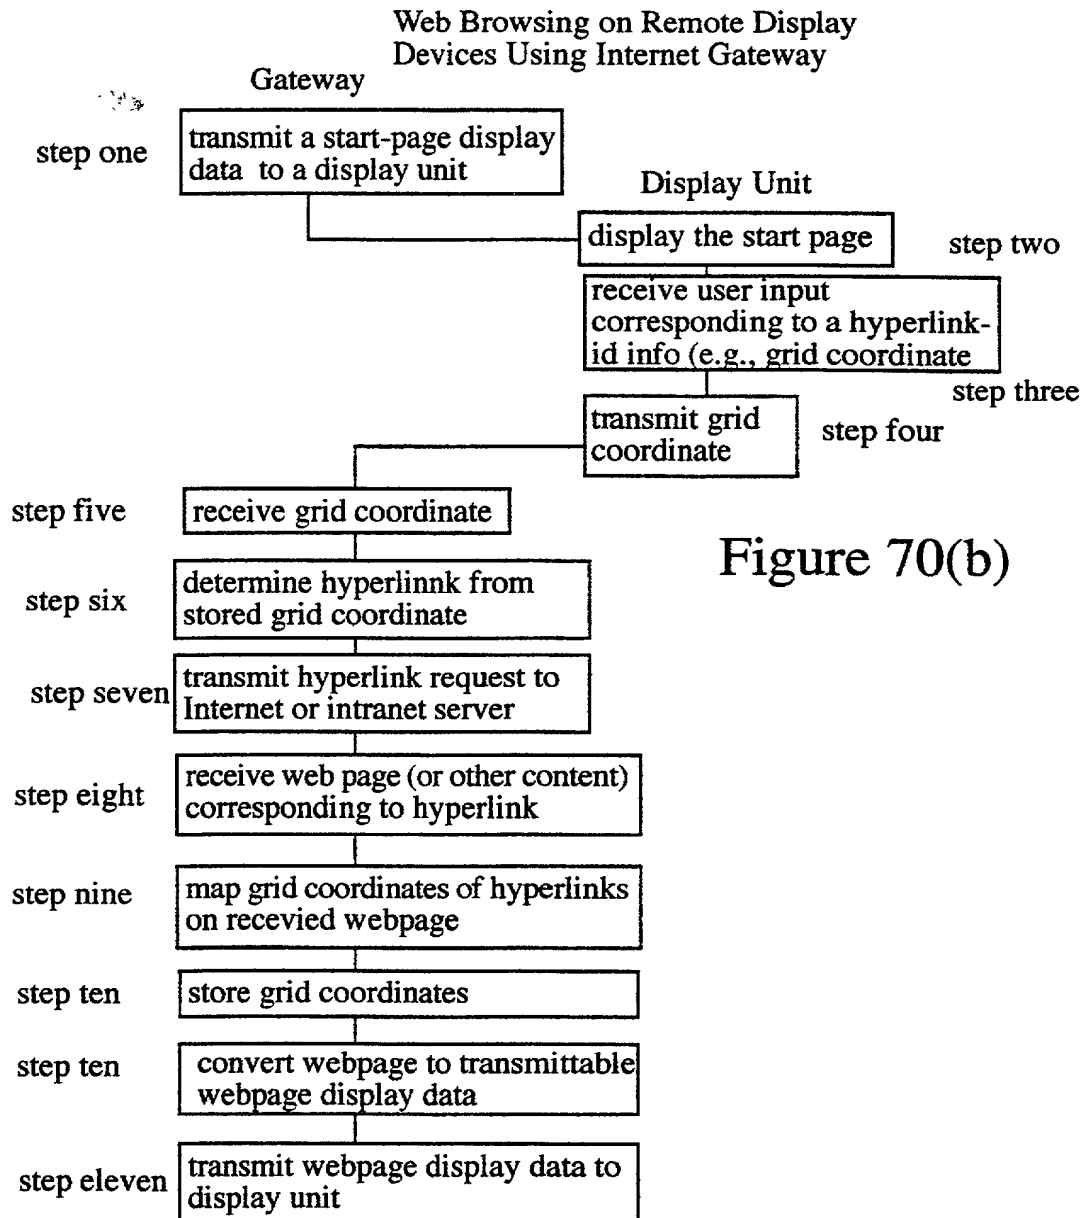 Web Browsing on Remote Display
Devices Using Internet Gateway
Gateway
step one
transmit a start-page display
data to a display unit
Display Unit
display the start page
step two
receive user input
corresponding to a hyperlink-
id info (e.g., grid coordinate
step three
transmit grid
coordinate
step four
step five
receive grid coordinate
Figure 70(b)
step six
determine hyperlinnk from
stored grid coordinate
step seven
transmit hyperlink request to
Internet or intranet server
step eight
receive web page (or other content)
corresponding to hyperlink
step nine
map grid coordinates of hyperlinks
on recevied webpage
step ten
store grid coordinates
step ten
convert webpage to transmittable
webpage display data
step eleven
transmit webpage display data to
display unit